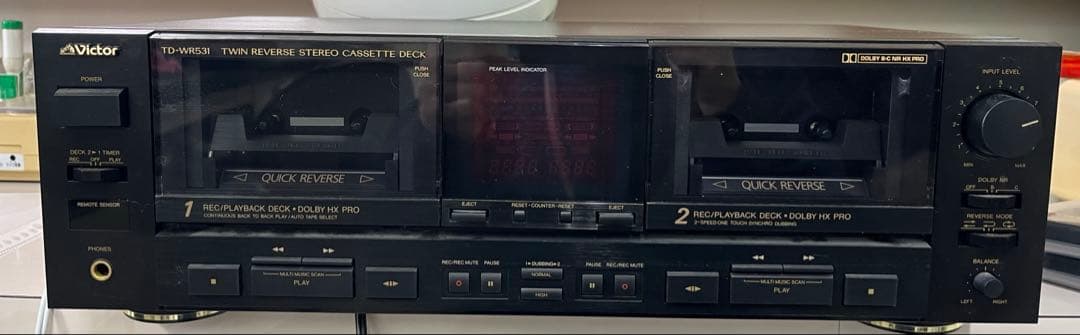 Victor
TD-WR531 TWIN REVERSE STEREO CASSETTE DECK
PUSH
CLOSE
PEAK LEVEL INDICATOR
PUSH
CLOSE
DOLBY B·C NR HX PRO
POWER
DECK 2▸1 TIMER
REC OFF PLAY
REMOTE SENSOR
PHONES
QUICK REVERSE
QUICK REVERSE
1 REC/PLAYBACK DECK • DOLBY HX PRO
CONTINUOUS BACK TO BACK PLAY/AUTO TAPE SELECT
EJECT
RESET-COUNTER-RESET
EJECT
2 REC/PLAYBACK DECK • DOLBY HX PRO
2-SPEED ONE TOUCH SYNCHRO DUBBING
INPUT LEVEL
3 4 5 6 7
MIN MAX
DOLBY NR
OFF B C
REVERSE MODE
BALANCE
LEFT RIGHT
MULTI MUSIC SCAN
PLAY
REC/REC MUTE PAUSE
1▸DUBBING▸2
NORMAL
HIGH
PAUSE REC/REC MUTE
MULTI MUSIC SCAN
PLAY